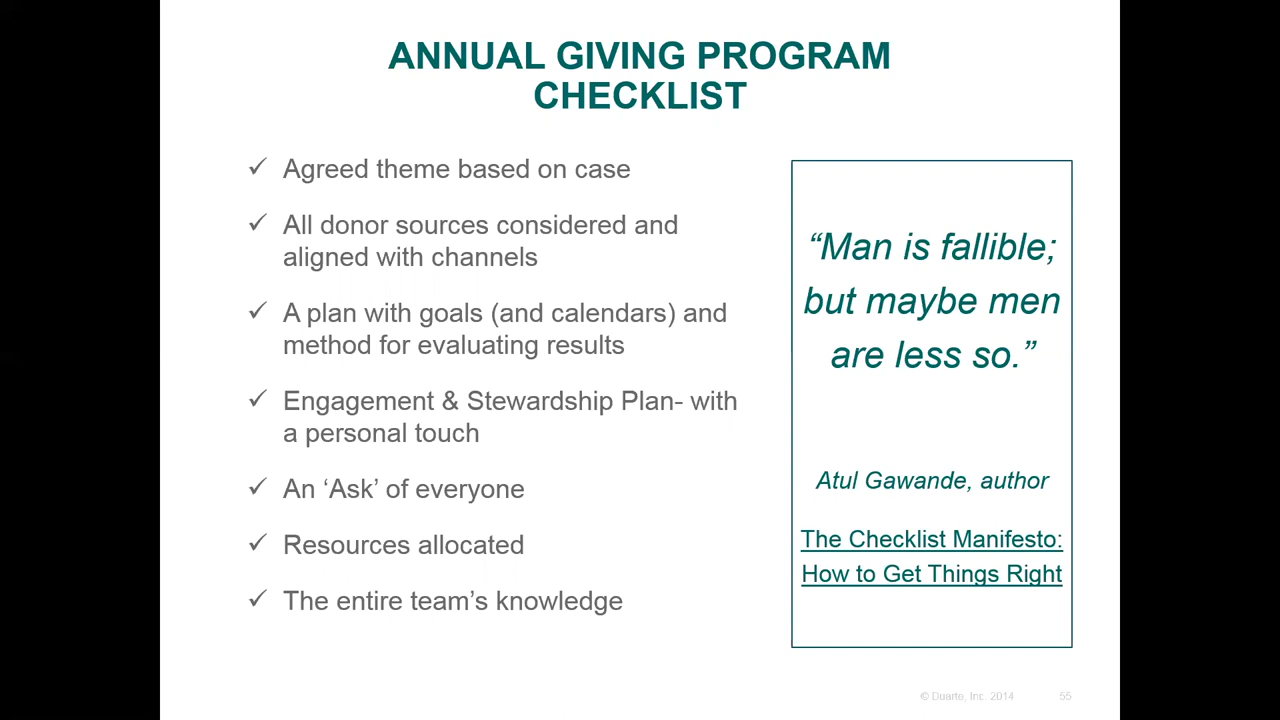 ANNUAL GIVING PROGRAM
CHECKLIST
✓ Agreed theme based on case
✓ All donor sources considered and
aligned with channels
✓ A plan with goals (and calendars) and
method for evaluating results
✓ Engagement & Stewardship Plan- with
a personal touch
✓ An ‘Ask’ of everyone
✓ Resources allocated
✓ The entire team’s knowledge
“Man is fallible;
but maybe men
are less so.”
Atul Gawande, author
The Checklist Manifesto:
How to Get Things Right
© Duarte, Inc. 2014
55